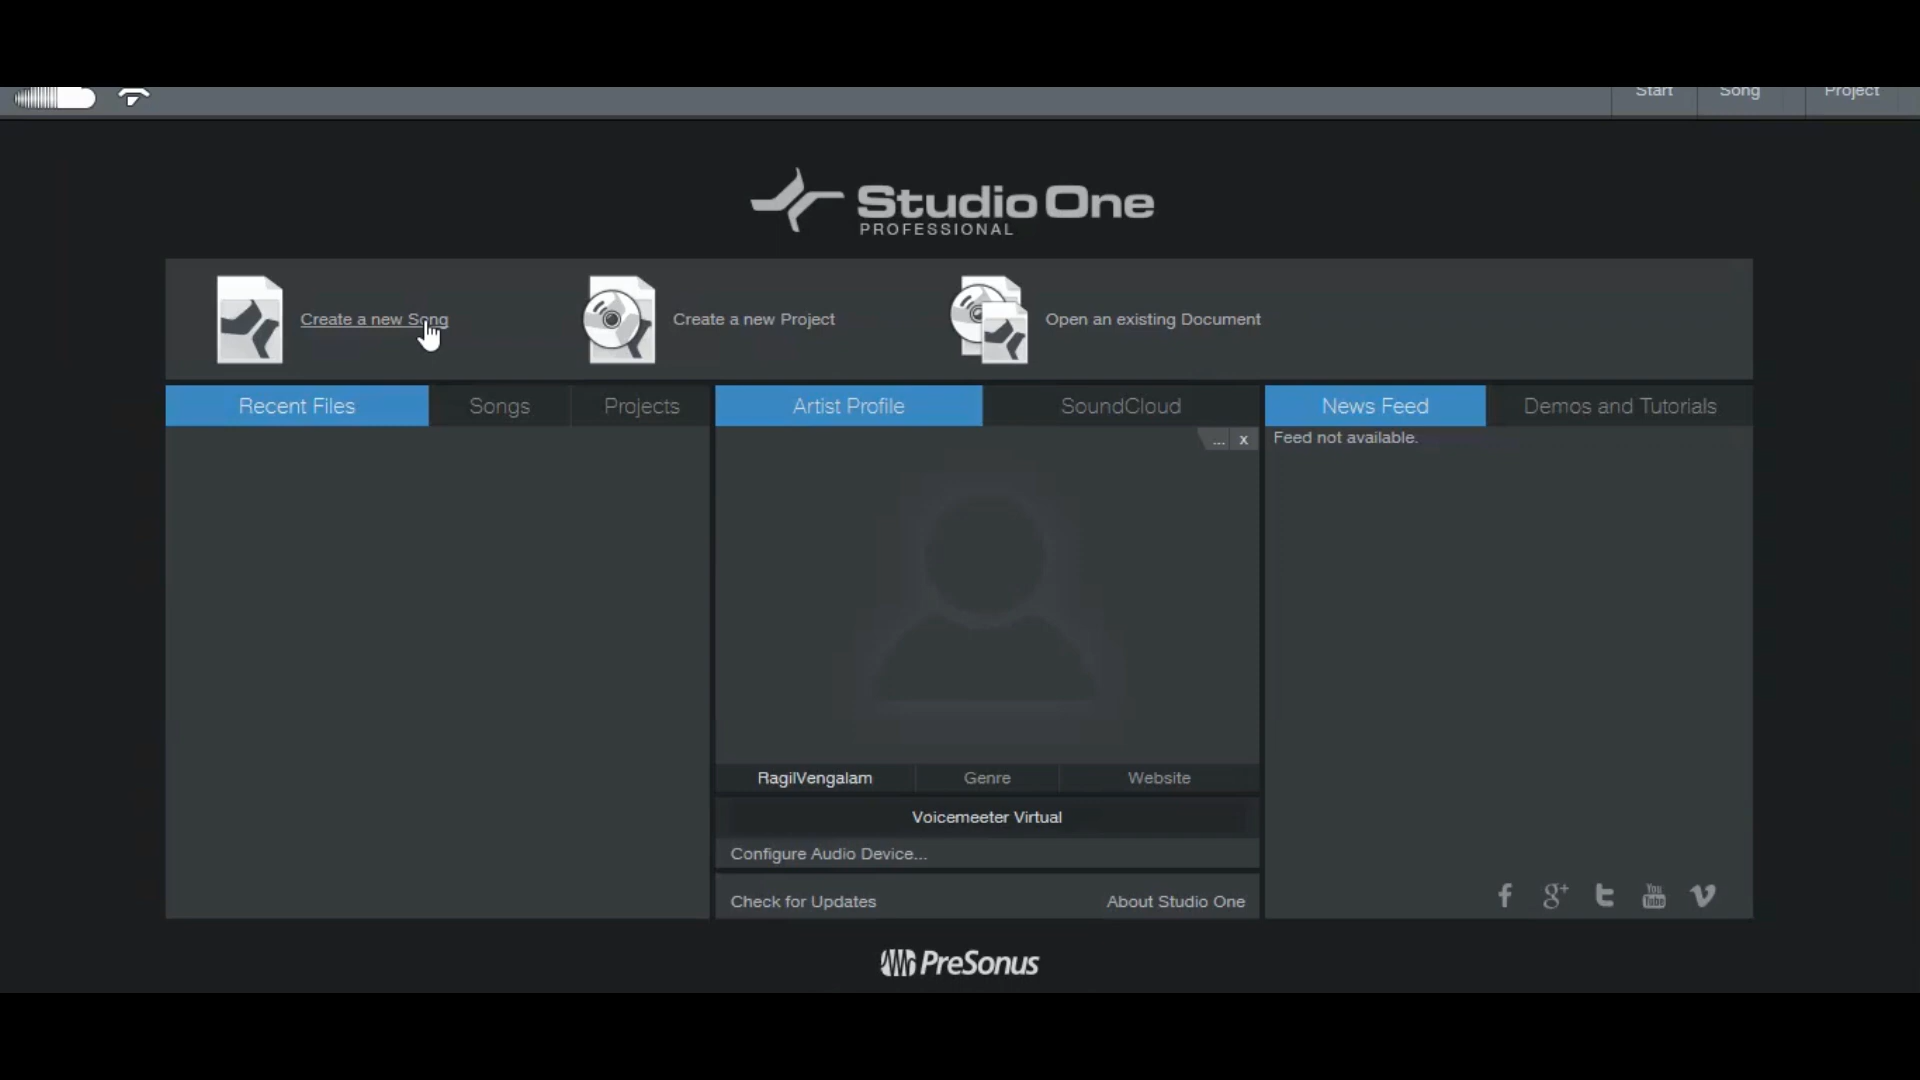 Start Song Project
Studio One
PROFESSIONAL
Create a new Song
Create a new Project
Open an existing Document
Recent Files Songs Projects
Artist Profile SoundCloud
News Feed Demos and Tutorials
... x
Feed not available.
RagilVengalam Genre Website
Voicemeeter Virtual
Configure Audio Device...
Check for Updates About Studio One
f g+ t You Tube v
PreSonus